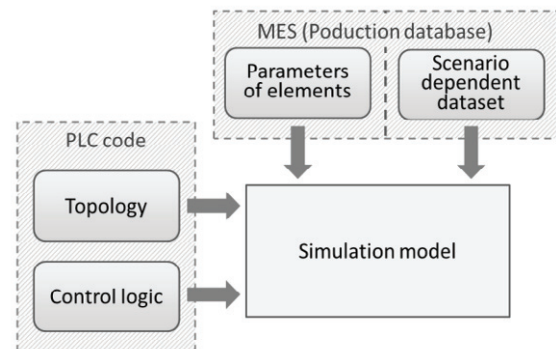 MES (Poduction database)
Parameters
of elements
Scenario
dependent
dataset
PLC code
Topology
Control logic
Simulation model